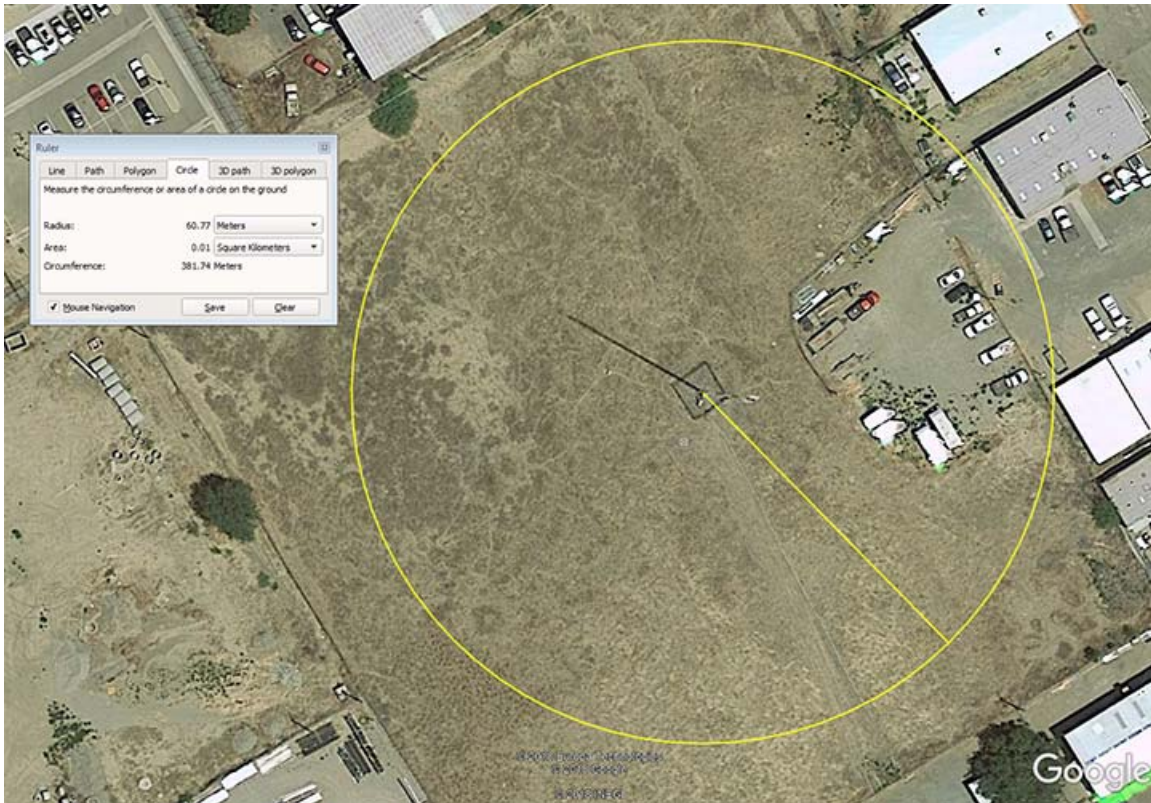 Ruler
Line Path Polygon Circle 3D path 3D polygon
Measure the circumference or area of a circle on the ground
Radius: 60.77 Meters
Area: 0.01 Square Kilometers
Circumference: 381.74 Meters
Mouse Navigation Save Clear
Google